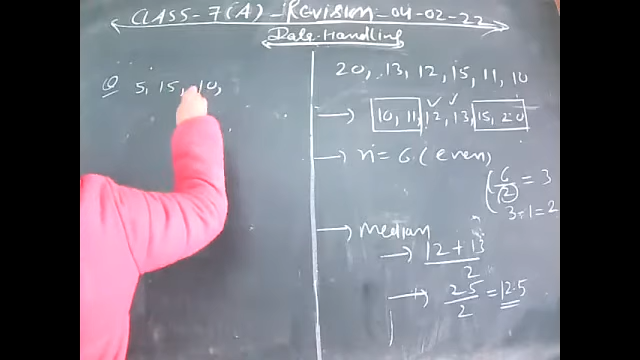 CLASS-7(A)-Revision-04-02-22
Data Handling
Q 5, 15, 10,
20, 13, 12, 15, 11, 10
→ 10, 11, 12, 13, 15, 20
→ n = 6 (even)
6/2 = 3
3+1=2
→ Median
→ 12+13/2
→ 25/2 = 12.5